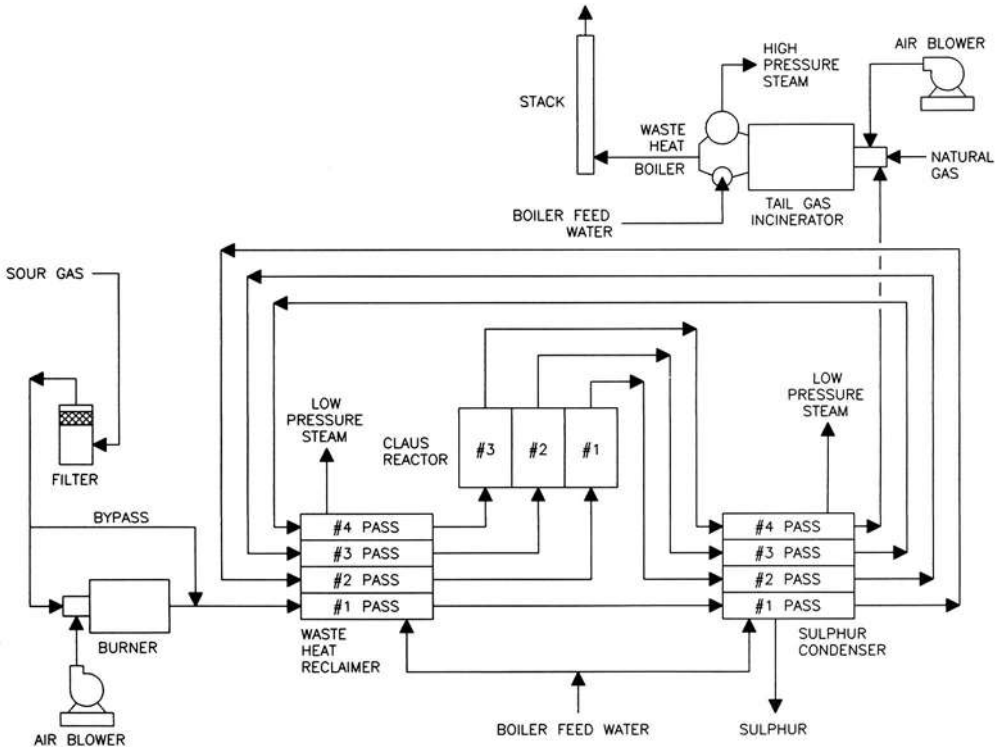 HIGH
PRESSURE
STEAM
AIR BLOWER
STACK
WASTE
HEAT
BOILER
NATURAL
GAS
TAIL GAS
INCINERATOR
BOILER FEED
WATER
SOUR GAS
LOW
PRESSURE
STEAM
LOW
PRESSURE
STEAM
CLAUS
REACTOR
#3
#2
#1
FILTER
BYPASS
#4 PASS
#3 PASS
#2 PASS
#1 PASS
#4 PASS
#3 PASS
#2 PASS
#1 PASS
BURNER
WASTE
HEAT
RECLAIMER
SULPHUR
CONDENSER
AIR BLOWER
BOILER FEED WATER
SULPHUR